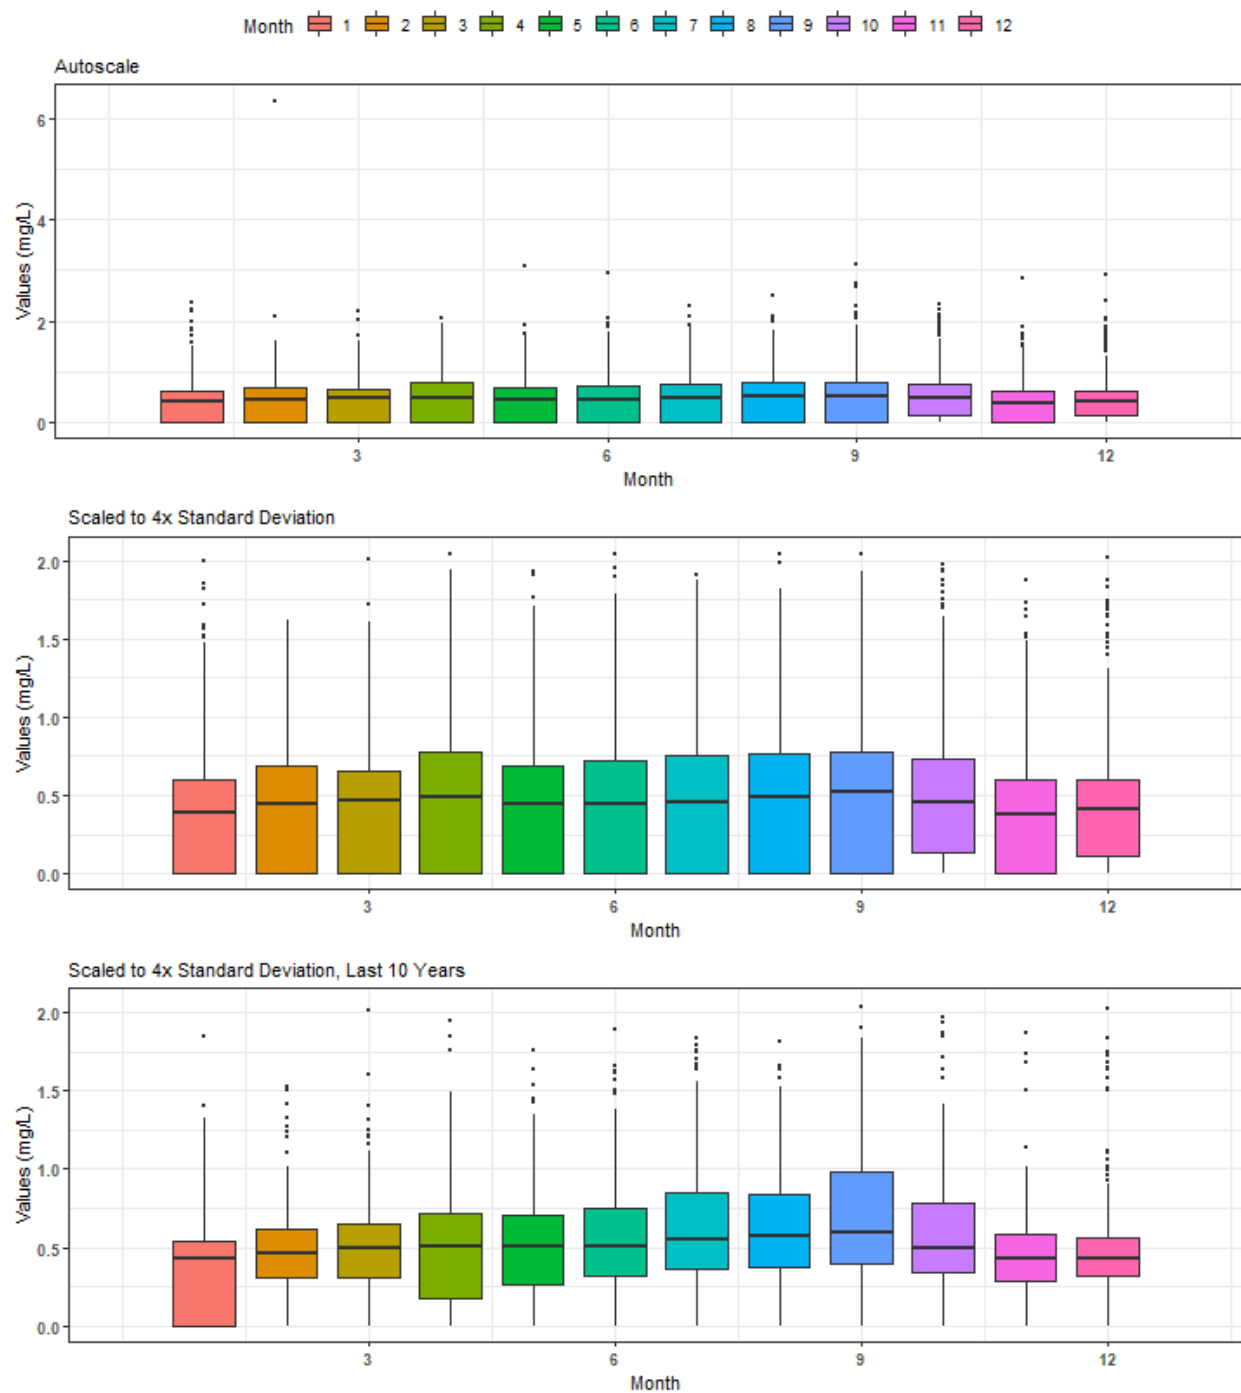 Month 1 2 3 4 5 6 7 8 9 10 11 12
Autoscale
Values (mg/L)
6
4
2
0
3 6 9 12
Month
Scaled to 4x Standard Deviation
Values (mg/L)
2.0
1.5
1.0
0.5
0.0
3 6 9 12
Month
Scaled to 4x Standard Deviation, Last 10 Years
Values (mg/L)
2.0
1.5
1.0
0.5
0.0
3 6 9 12
Month